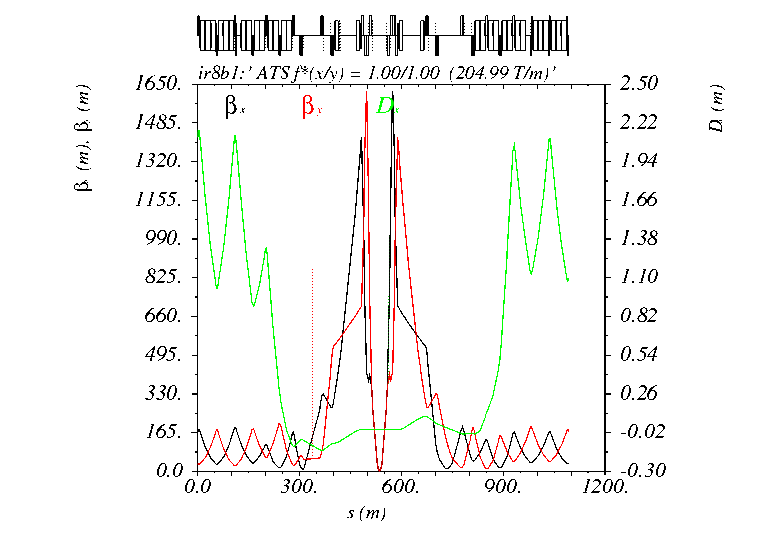 ir8b1:' ATS f*(x/y) = 1.00/1.00 (204.99 T/m)'
β x β x D x
1650. 2.50
1485. 2.22
1320. 1.94
1155. 1.66
990. 1.38
825. 1.10
660. 0.82
495. 0.54
330. 0.26
165. -0.02
0.0 -0.30
β (m), β (m)
D (m)
0.0 300. 600. 900. 1200.
s (m)